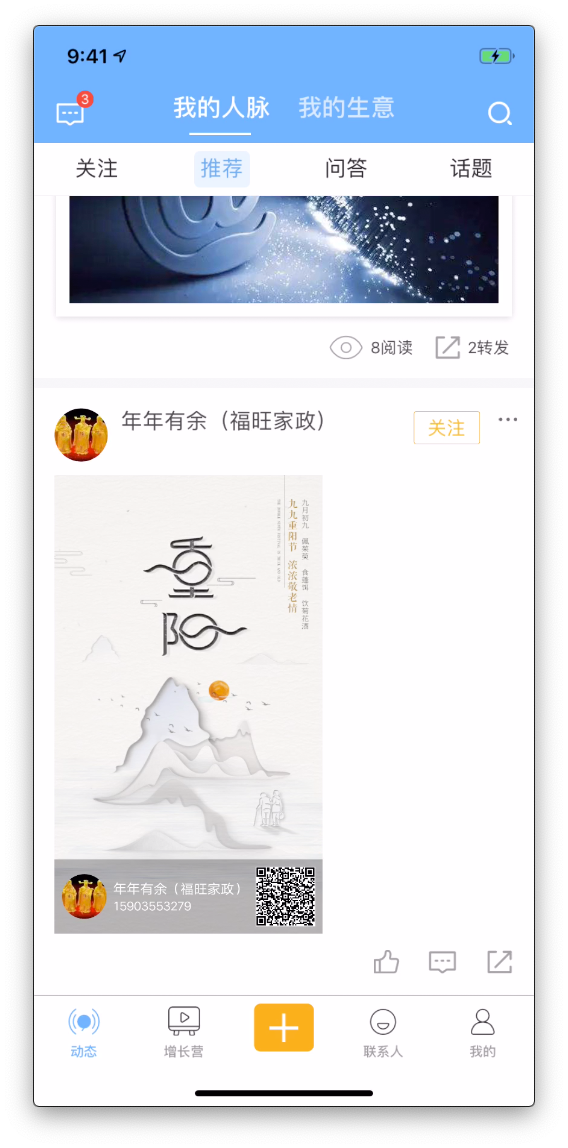 9:41
3
我的人脉 我的生意
关注 推荐 问答 话题
8阅读 2转发
年年有余（福旺家政）
关注
九月初九 佩茱萸 食蓬饵 饮菊花酒
九九重阳节 浓浓敬老情
重阳
年年有余（福旺家政）
15903553279
动态 增长营 联系人 我的